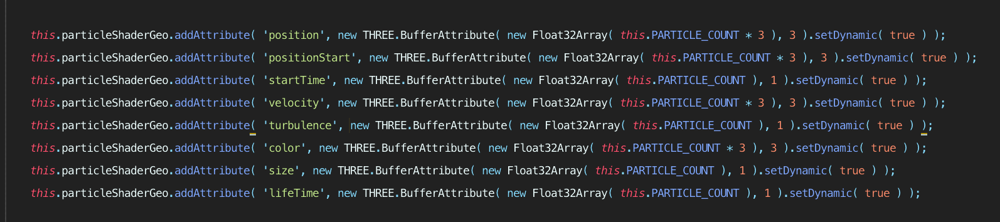 this.particleShaderGeo.addAttribute( 'position', new THREE.BufferAttribute( new Float32Array( this.PARTICLE_COUNT * 3 ), 3 ).setDynamic( true ) );
this.particleShaderGeo.addAttribute( 'positionStart', new THREE.BufferAttribute( new Float32Array( this.PARTICLE_COUNT * 3 ), 3 ).setDynamic( true ) );
this.particleShaderGeo.addAttribute( 'startTime', new THREE.BufferAttribute( new Float32Array( this.PARTICLE_COUNT ), 1 ).setDynamic( true ) );
this.particleShaderGeo.addAttribute( 'velocity', new THREE.BufferAttribute( new Float32Array( this.PARTICLE_COUNT * 3 ), 3 ).setDynamic( true ) );
this.particleShaderGeo.addAttribute( 'turbulence', new THREE.BufferAttribute( new Float32Array( this.PARTICLE_COUNT ), 1 ).setDynamic( true ) );
this.particleShaderGeo.addAttribute( 'color', new THREE.BufferAttribute( new Float32Array( this.PARTICLE_COUNT * 3 ), 3 ).setDynamic( true ) );
this.particleShaderGeo.addAttribute( 'size', new THREE.BufferAttribute( new Float32Array( this.PARTICLE_COUNT ), 1 ).setDynamic( true ) );
this.particleShaderGeo.addAttribute( 'lifeTime', new THREE.BufferAttribute( new Float32Array( this.PARTICLE_COUNT ), 1 ).setDynamic( true ) );